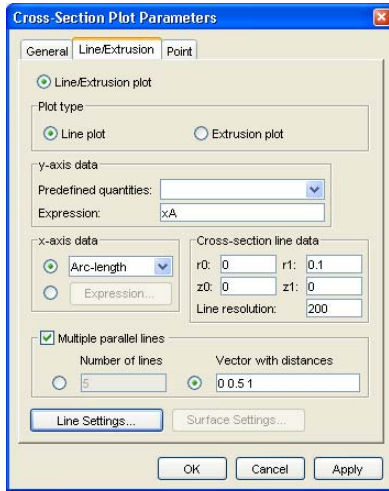 Cross-Section Plot Parameters
General Line/Extrusion Point
Line/Extrusion plot
Plot type
Line plot Extrusion plot
y-axis data
Predefined quantities:
Expression: xA
x-axis data
Arc-length
Expression...
Cross-section line data
r0: 0 r1: 0.1
z0: 0 z1: 0
Line resolution: 200
Multiple parallel lines
Number of lines Vector with distances
5 0 0.5 1
Line Settings... Surface Settings...
OK Cancel Apply